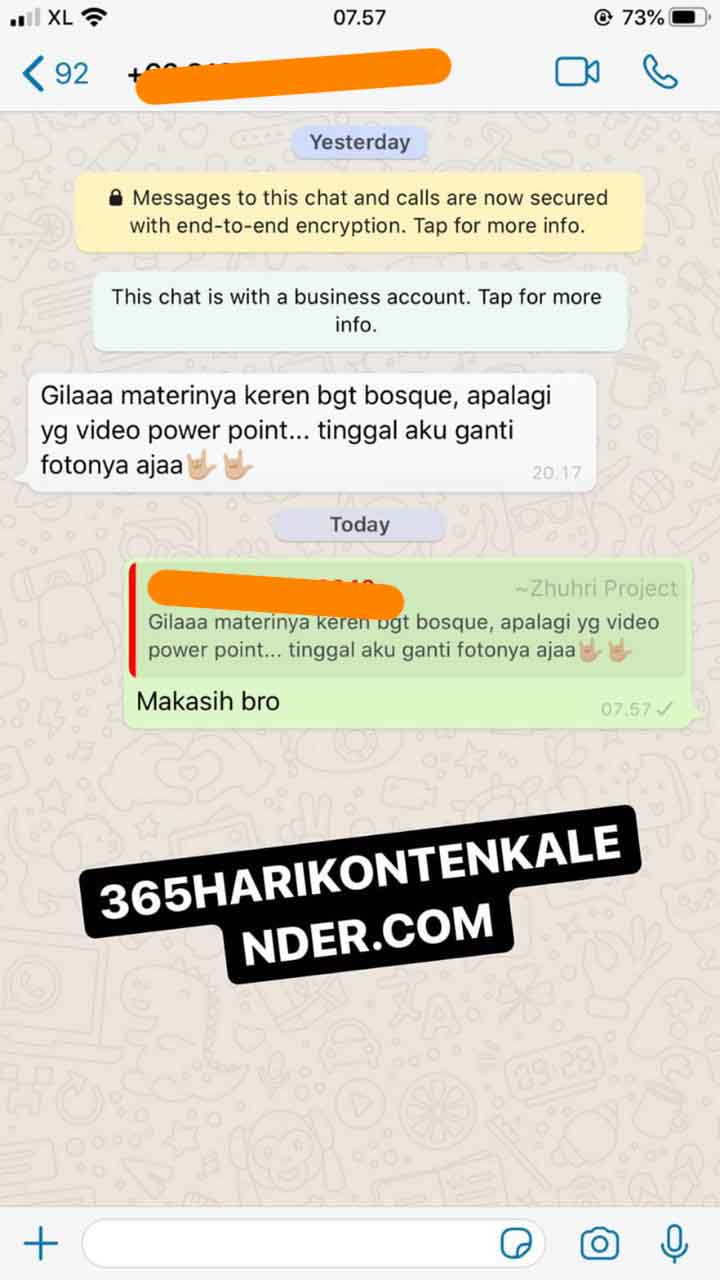 XL 07.57 73%
92
Yesterday
Messages to this chat and calls are now secured
with end-to-end encryption. Tap for more info.
This chat is with a business account. Tap for more
info.
Gilaaa materinya keren bgt bosque, apalagi
yg video power point... tinggal aku ganti
fotonya ajaa🤟🏼🤟🏼
20.17
Today
~Zhuhri Project
Gilaaa materinya keren bgt bosque, apalagi yg video
power point... tinggal aku ganti fotonya ajaa🤟🏼🤟🏼
Makasih bro
07.57
365HARIKONTENKALE
NDER.COM